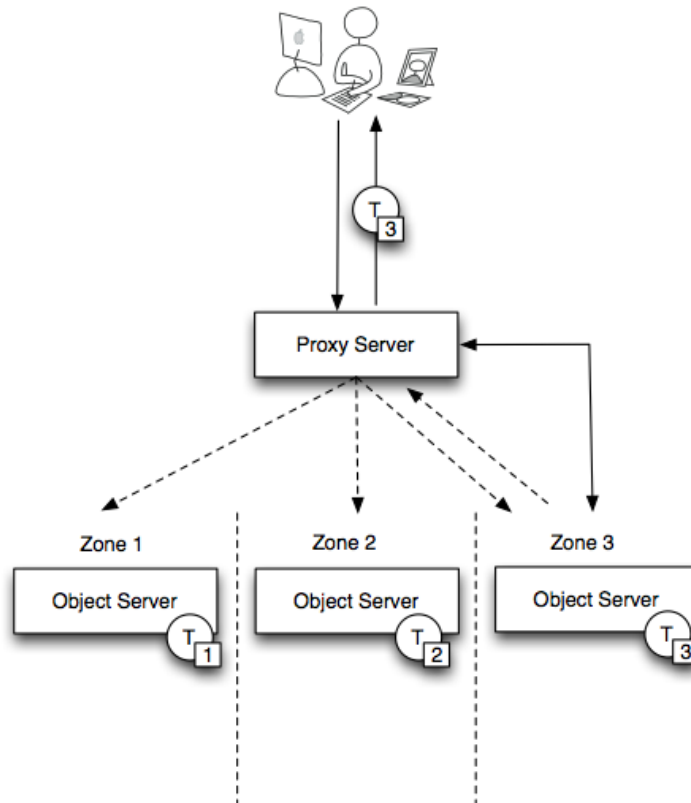 T
3
Proxy Server
Zone 1
Zone 2
Zone 3
Object Server
Object Server
Object Server
T
1
T
2
T
3